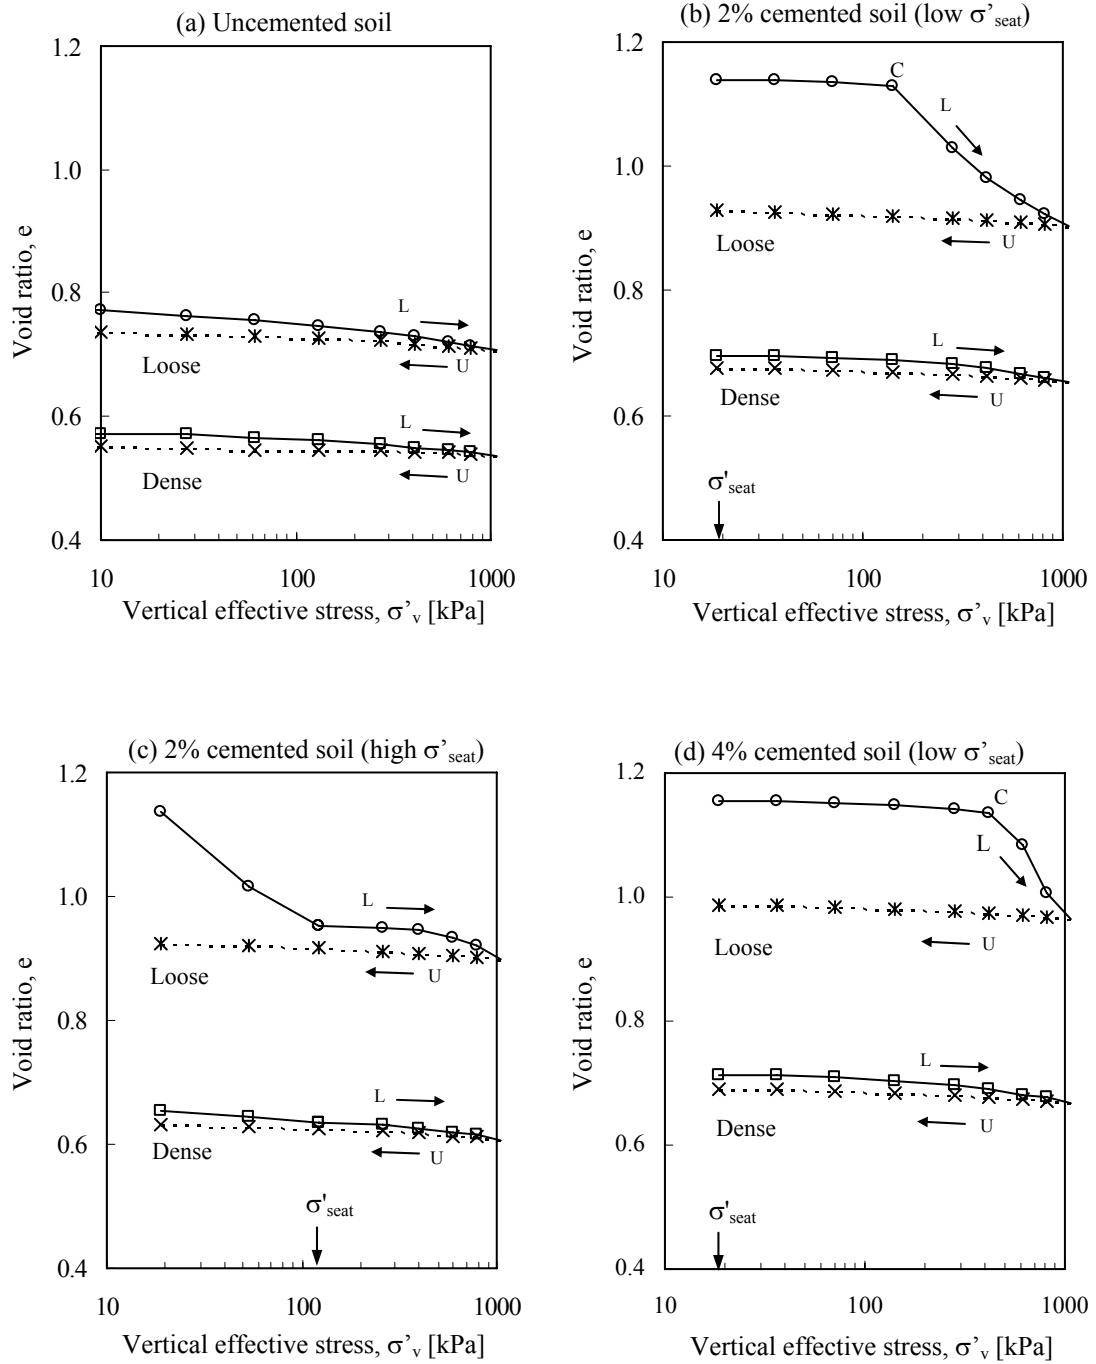 (a) Uncemented soil
1.2
1.0
0.8
0.6
0.4
Void ratio, e
L
Loose
U
L
Dense
U
10
100
1000
Vertical effective stress, σ’v [kPa]
(b) 2% cemented soil (low σ’seat)
1.2
1.0
0.8
0.6
0.4
Void ratio, e
C
L
Loose
U
L
Dense
U
σ'seat
10
100
1000
Vertical effective stress, σ’v [kPa]
(c) 2% cemented soil (high σ’seat)
1.2
1.0
0.8
0.6
0.4
Void ratio, e
L
Loose
U
L
Dense
U
σ'seat
10
100
1000
Vertical effective stress, σ’v [kPa]
(d) 4% cemented soil (low σ’seat)
1.2
1.0
0.8
0.6
0.4
Void ratio, e
C
L
Loose
U
L
Dense
U
σ'seat
10
100
1000
Vertical effective stress, σ’v [kPa]